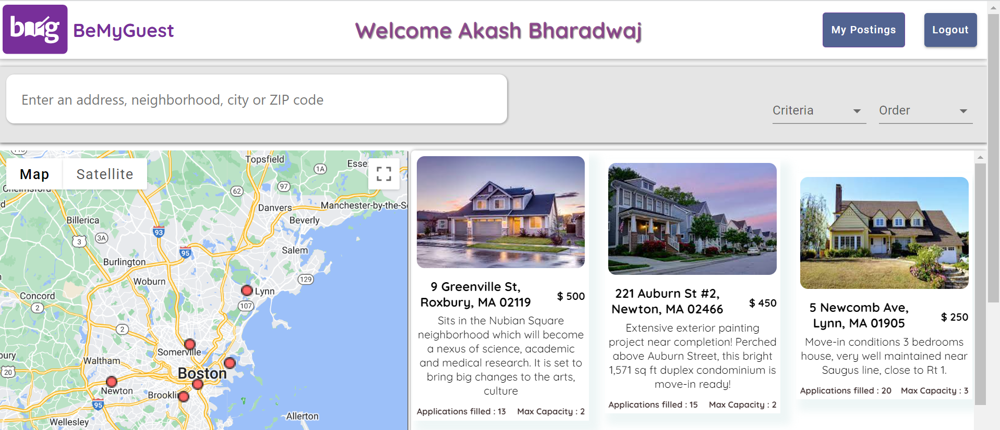 bmg BeMyGuest
Welcome Akash Bharadwaj
My Postings
Logout
Enter an address, neighborhood, city or ZIP code
Criteria
Order
Map
Satellite
Topsfield
1A
97
62
Danvers
Manchester-by-the-S
Billerica
Beverly
93
3
3A
95
Salem
Burlington
129
Woburn
Lynn
Concord
107
2
2
Somerville
Waltham
20
Boston
Newton
Brooklin
95
Allerton
Wellesley
9 Greenville St,
Roxbury, MA 02119
$ 500
Sits in the Nubian Square
neighborhood which will become
a nexus of science, academic
and medical research. It is set to
bring big changes to the arts,
culture
Applications filled : 13 Max Capacity : 2
221 Auburn St #2,
Newton, MA 02466
$ 450
Extensive exterior painting
project near completion! Perched
above Auburn Street, this bright
1,571 sq ft duplex condominium is
move-in ready!
Applications filled : 15 Max Capacity : 2
5 Newcomb Ave,
Lynn, MA 01905
$ 250
Move-in conditions 3 bedrooms
house, very well maintained near
Saugus line, close to Rt 1.
Applications filled : 20 Max Capacity : 3